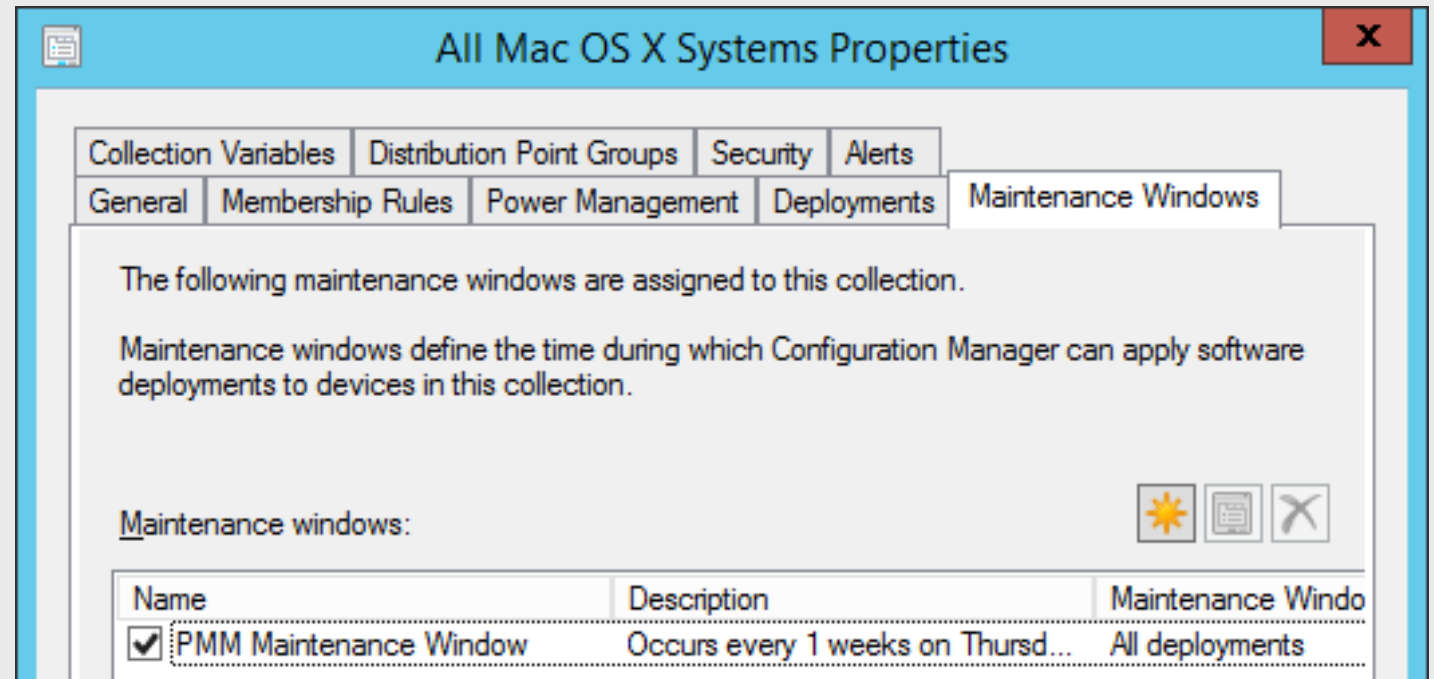 All Mac OS X Systems Properties
x
Collection Variables Distribution Point Groups Security Alerts
General Membership Rules Power Management Deployments Maintenance Windows
The following maintenance windows are assigned to this collection.
Maintenance windows define the time during which Configuration Manager can apply software
deployments to devices in this collection.
Maintenance windows:
Name Description Maintenance Windo
PMM Maintenance Window Occurs every 1 weeks on Thursd... All deployments